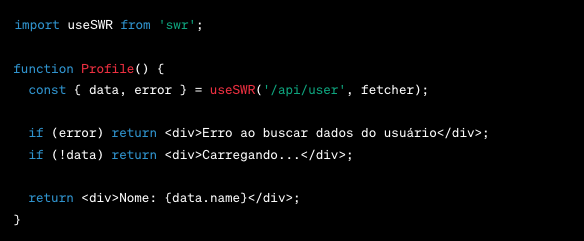 import useSWR from 'swr';
function Profile() {
const { data, error } = useSWR('/api/user', fetcher);
if (error) return <div>Erro ao buscar dados do usuário</div>;
if (!data) return <div>Carregando...</div>;
return <div>Nome: {data.name}</div>;
}